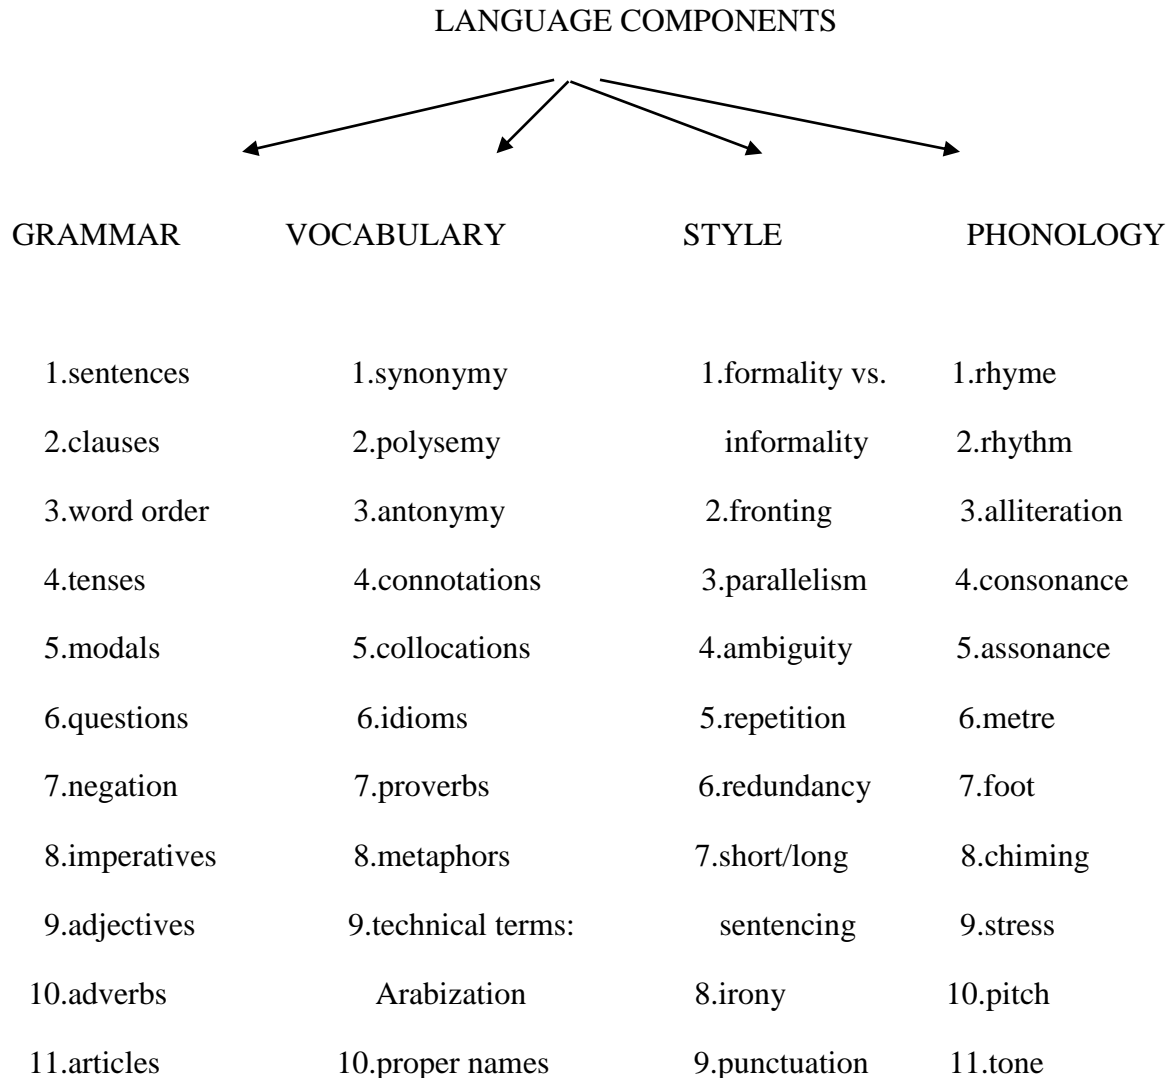 LANGUAGE COMPONENTS
GRAMMAR VOCABULARY STYLE PHONOLOGY
1.sentences 1.synonymy 1.formality vs. 1.rhyme
2.clauses 2.polysemy informality 2.rhythm
3.word order 3.antonymy 2.fronting 3.alliteration
4.tenses 4.connotations 3.parallelism 4.consonance
5.modals 5.collocations 4.ambiguity 5.assonance
6.questions 6.idioms 5.repetition 6.metre
7.negation 7.proverbs 6.redundancy 7.foot
8.imperatives 8.metaphors 7.short/long 8.chiming
9.adjectives 9.technical terms: sentencing 9.stress
10.adverbs Arabization 8.irony 10.pitch
11.articles 10.proper names 9.punctuation 11.tone